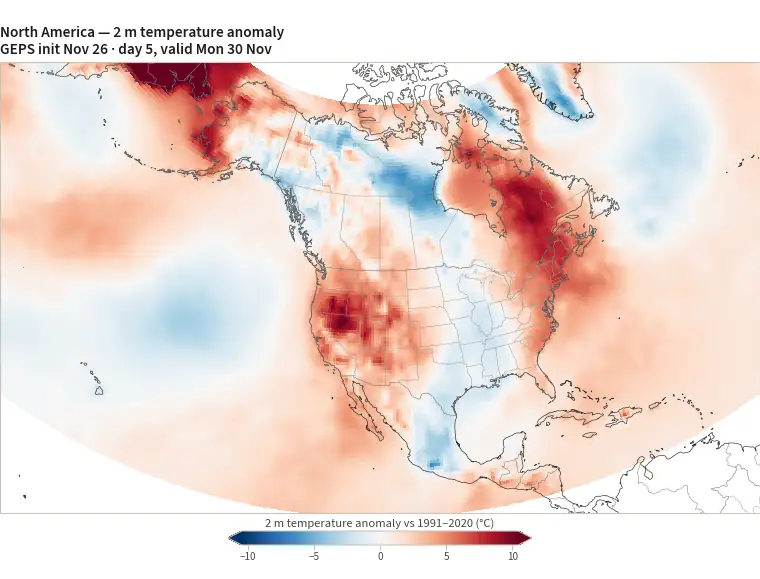 North America — 2 m temperature anomaly
GEPS init Nov 26 · day 5, valid Mon 30 Nov
2 m temperature anomaly vs 1991–2020 (°C)
−10 −5 0 5 10